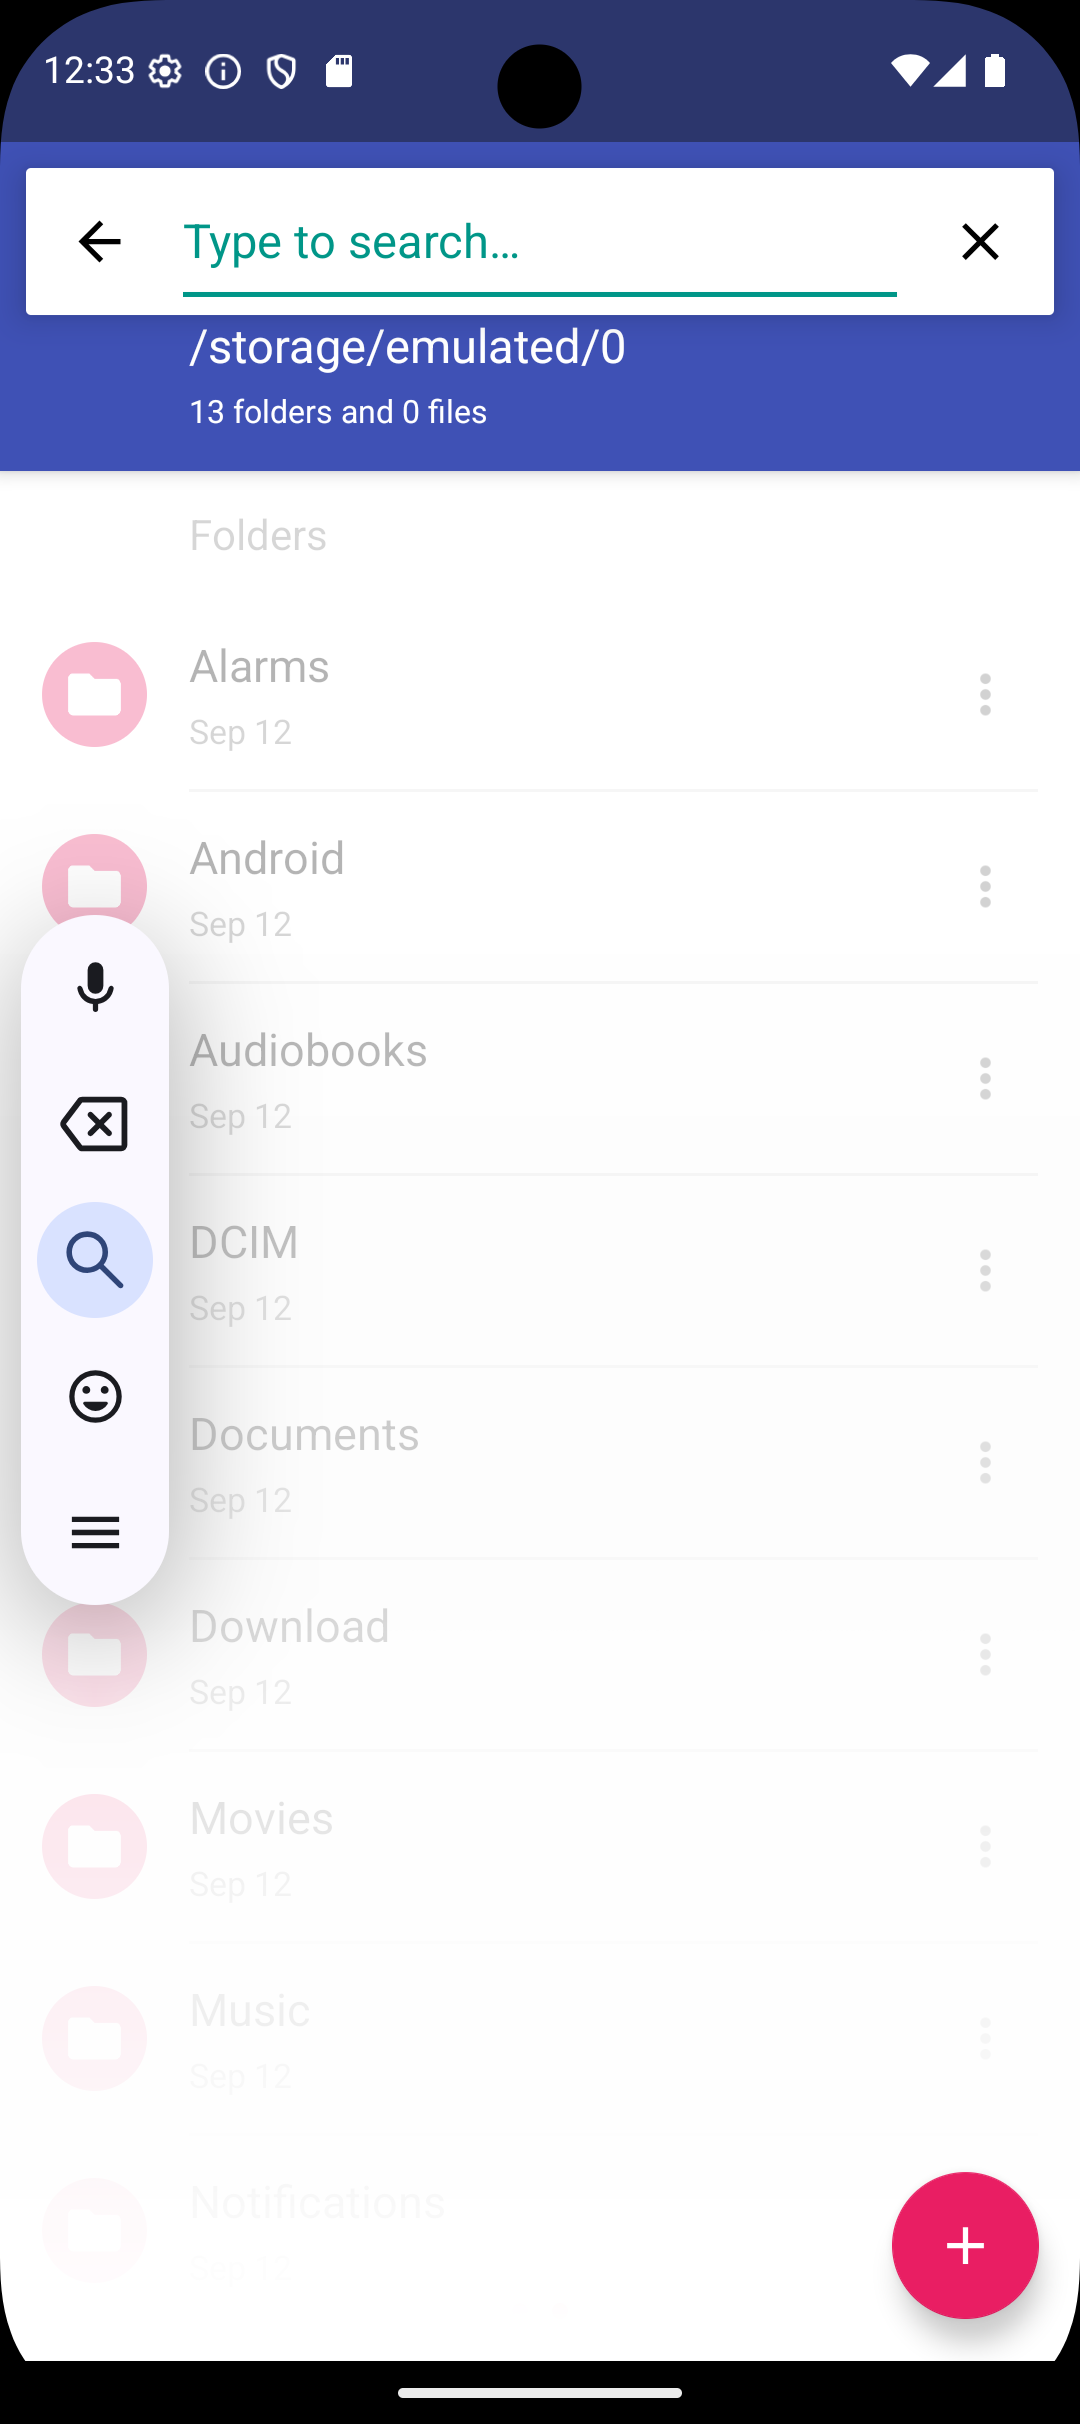 12:33
Type to search…
/storage/emulated/0
13 folders and 0 files
Folders
Alarms
Sep 12
Android
Sep 12
Audiobooks
Sep 12
DCIM
Sep 12
Documents
Sep 12
Download
Sep 12
Movies
Sep 12
Music
Sep 12
Notifications
Sep 12